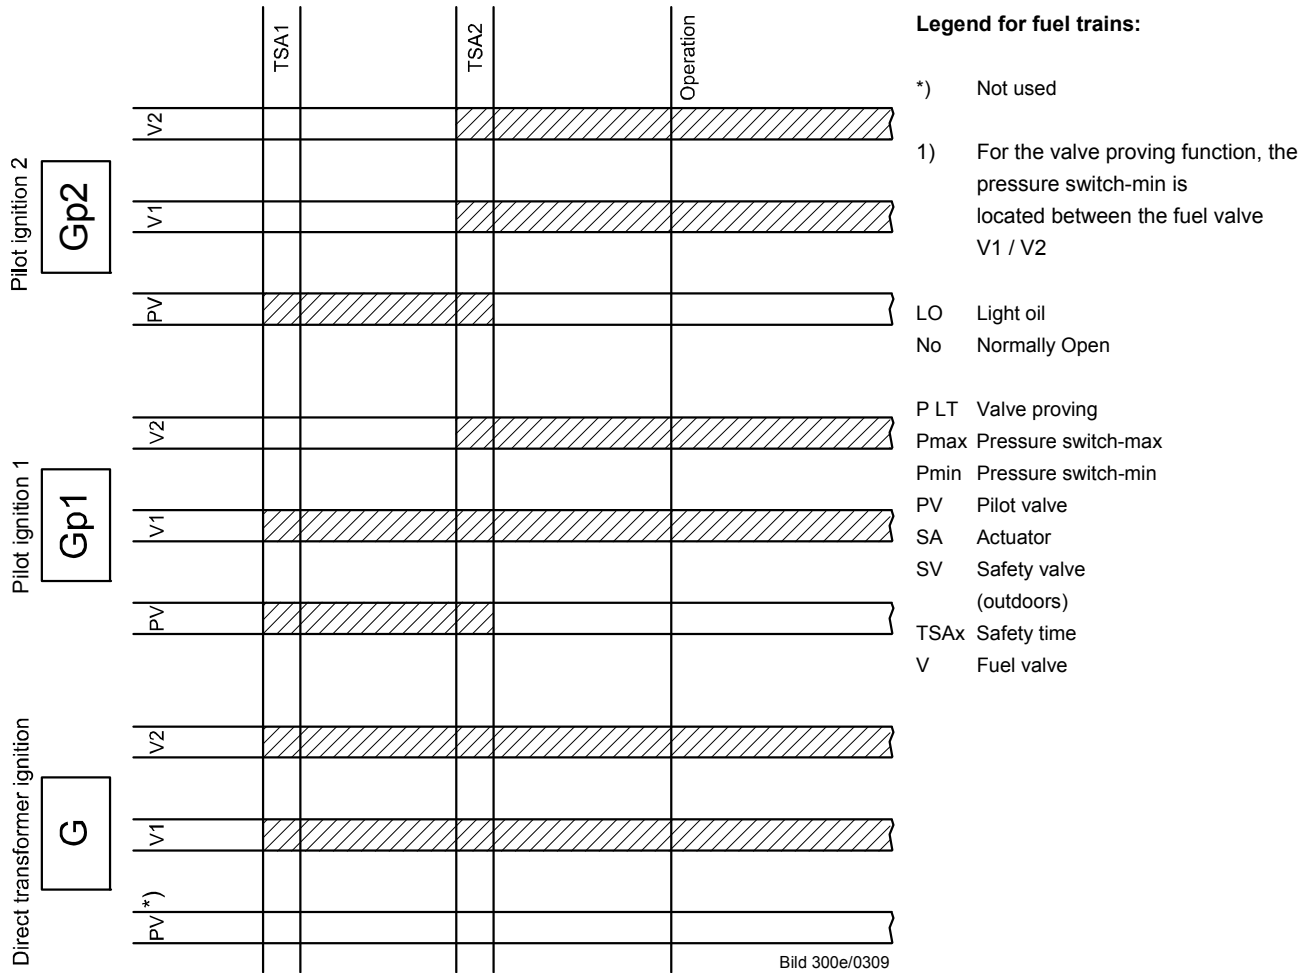 TSA1
TSA2
Operation
Pilot ignition 2
Gp2
V2
V1
PV
Pilot ignition 1
Gp1
V2
V1
PV
Direct transformer ignition
G
V2
V1
PV *)
Bild 300e/0309
Legend for fuel trains:
*) Not used
1) For the valve proving function, the
pressure switch-min is
located between the fuel valve
V1 / V2
LO Light oil
No Normally Open
P LT Valve proving
Pmax Pressure switch-max
Pmin Pressure switch-min
PV Pilot valve
SA Actuator
SV Safety valve
(outdoors)
TSAx Safety time
V Fuel valve